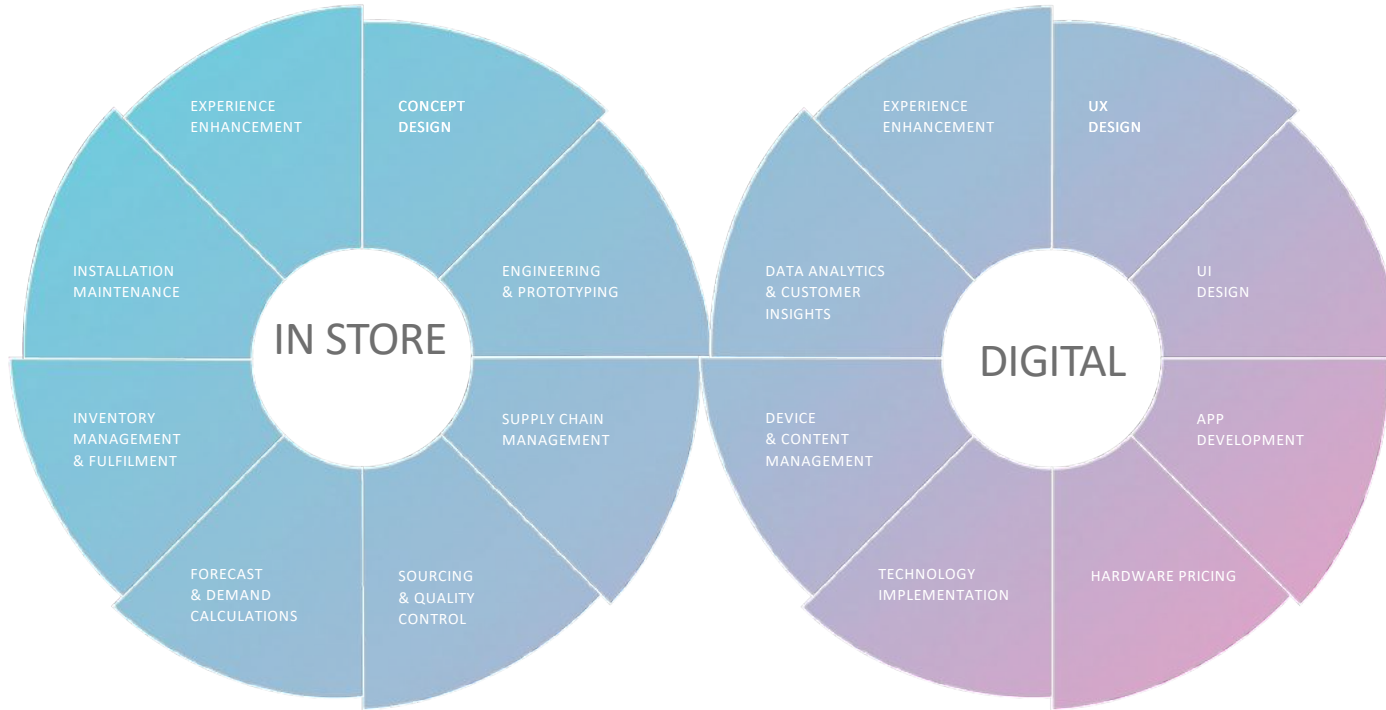 EXPERIENCE
ENHANCEMENT
CONCEPT
DESIGN
ENGINEERING
& PROTOTYPING
SUPPLY CHAIN
MANAGEMENT
SOURCING
& QUALITY
CONTROL
FORECAST
& DEMAND
CALCULATIONS
INVENTORY
MANAGEMENT
& FULFILMENT
INSTALLATION
MAINTENANCE
IN STORE
EXPERIENCE
ENHANCEMENT
UX
DESIGN
UI
DESIGN
APP
DEVELOPMENT
HARDWARE PRICING
TECHNOLOGY
IMPLEMENTATION
DEVICE
& CONTENT
MANAGEMENT
DATA ANALYTICS
& CUSTOMER
INSIGHTS
DIGITAL